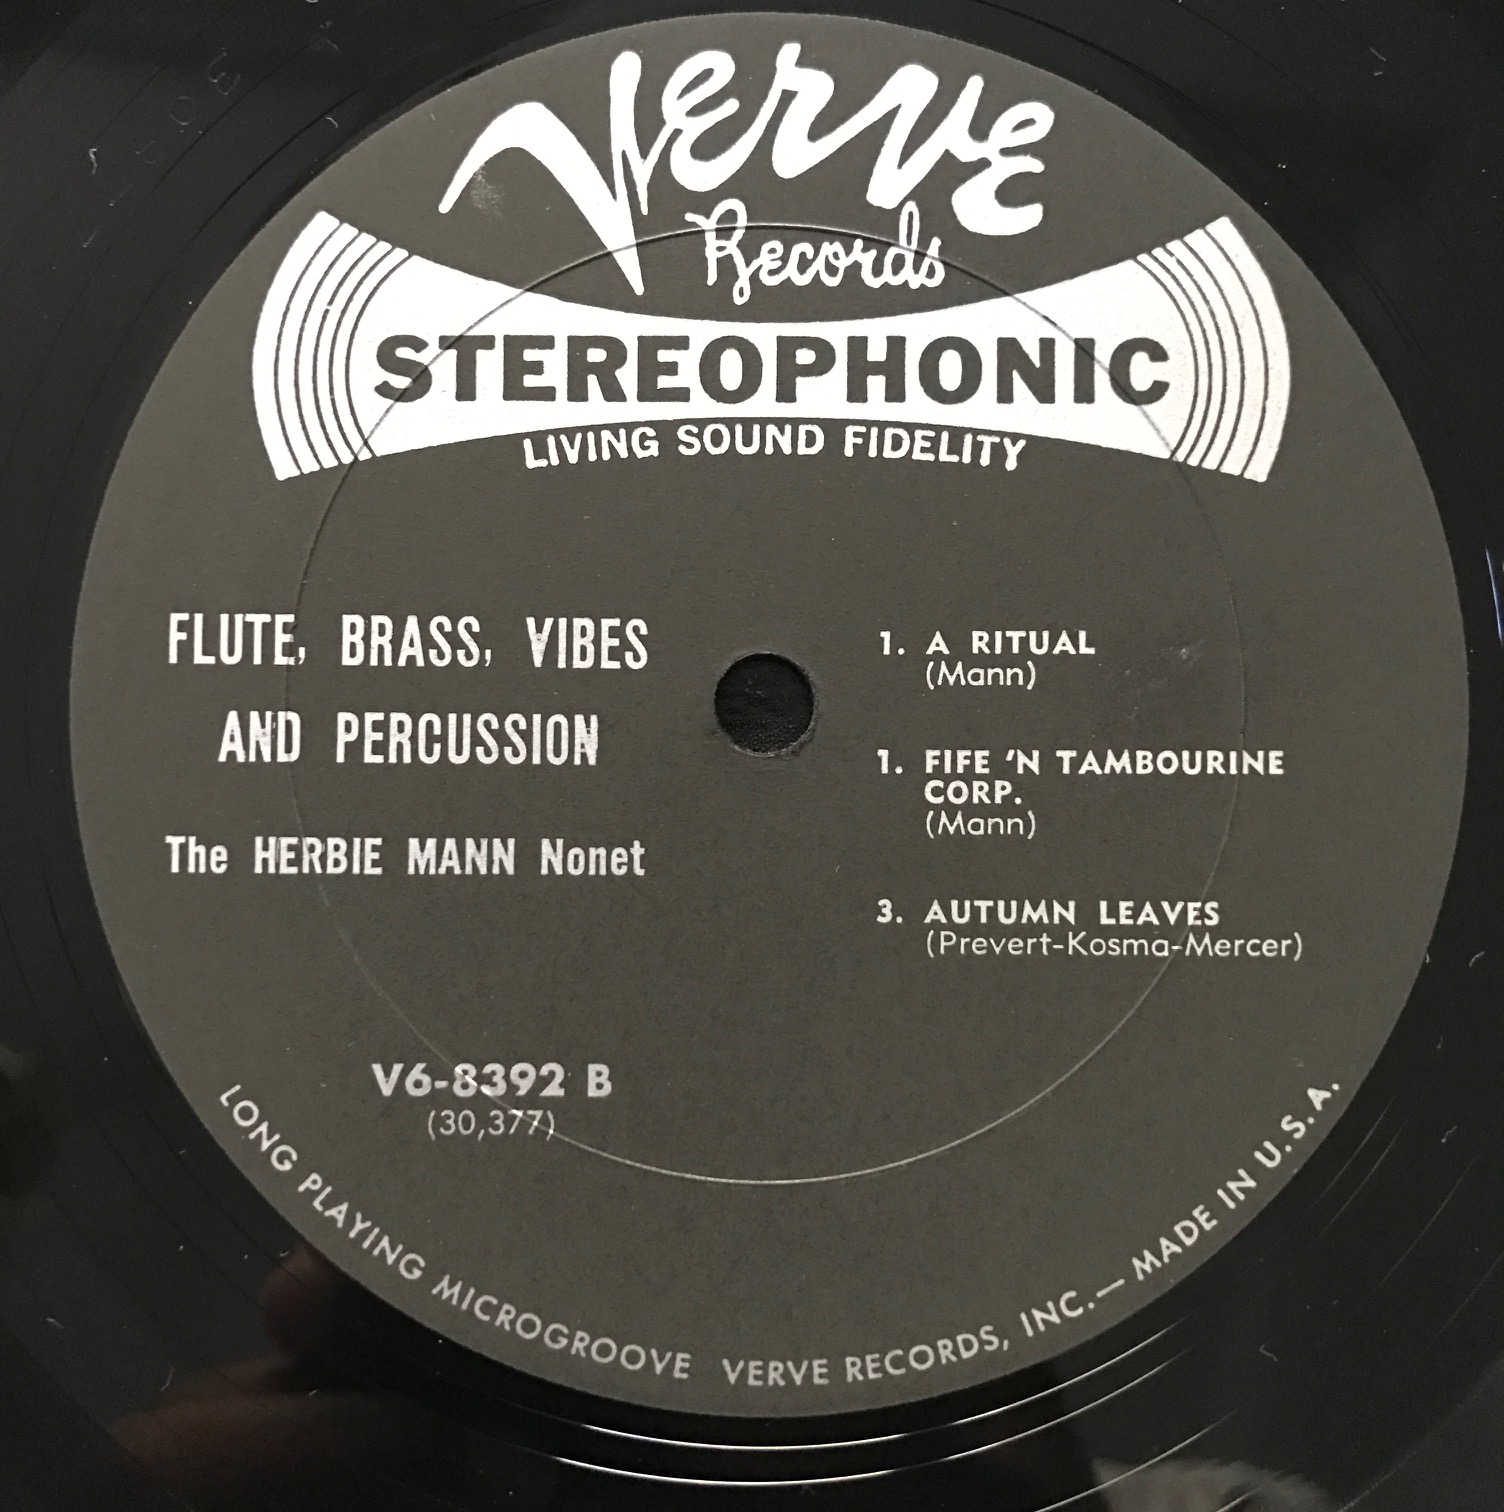 Verve
Records
STEREOPHONIC
LIVING SOUND FIDELITY
FLUTE, BRASS, VIBES
AND PERCUSSION
The HERBIE MANN Nonet
1. A RITUAL
(Mann)
1. FIFE 'N TAMBOURINE
CORP.
(Mann)
3. AUTUMN LEAVES
(Prevert-Kosma-Mercer)
V6-8392 B
(30,377)
LONG PLAYING MICROGROOVE VERVE RECORDS, INC.—MADE IN U.S.A.